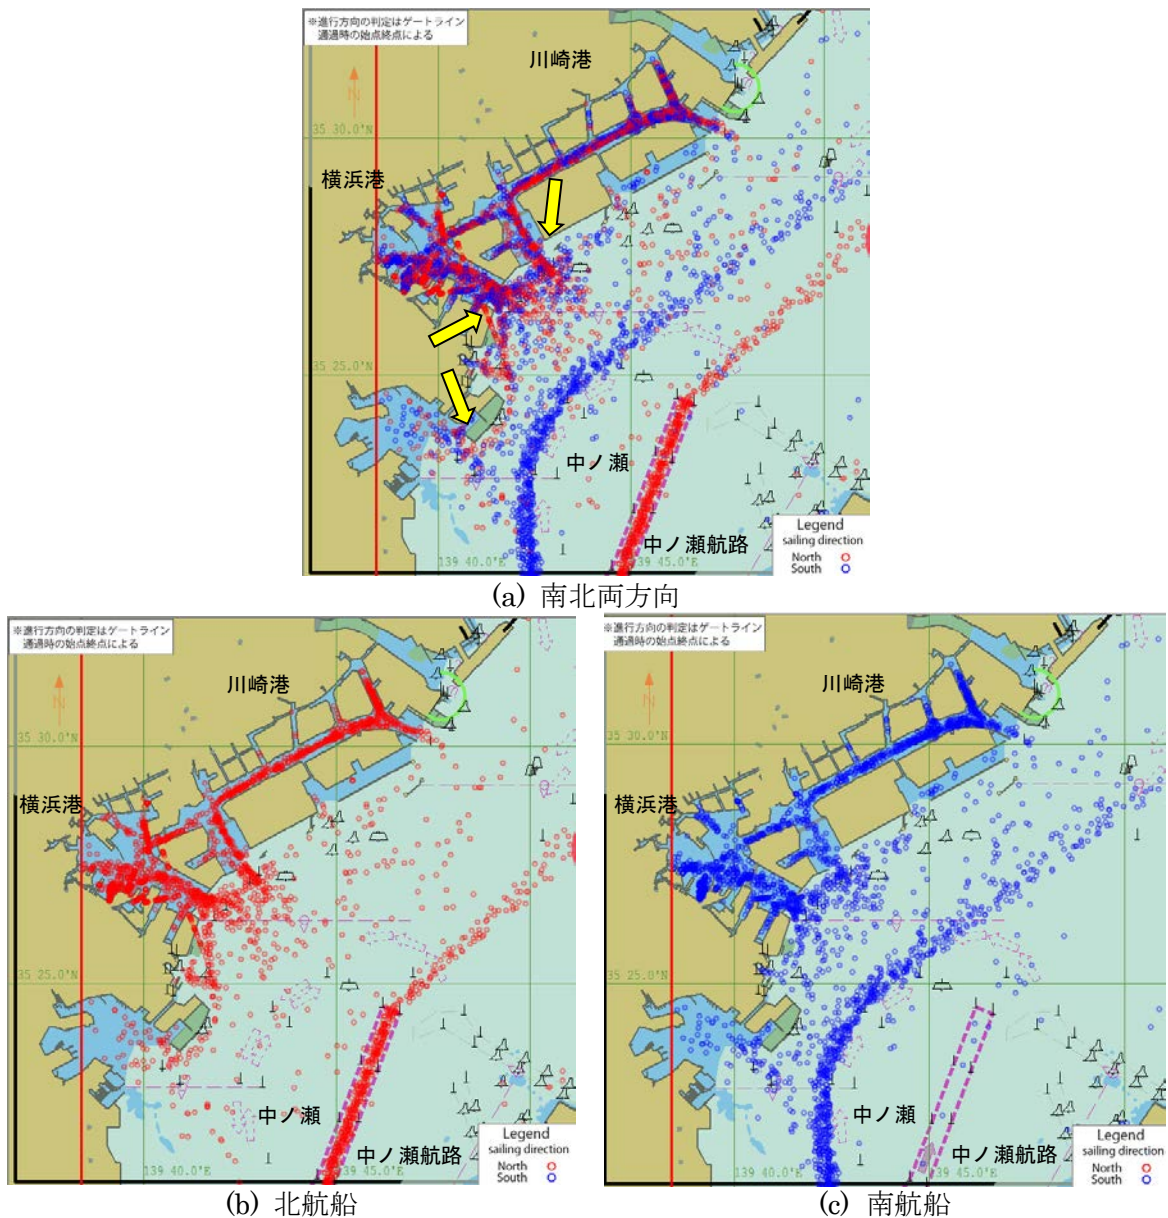 ※進行方向の判定はゲートライン
通過時の始点終点による
川崎港
35 30.0'N
横浜港
35 25.0'N
中ノ瀬
中ノ瀬航路
139 40.0'E
139 45.0'E
Legend
sailing direction
North
South
(a) 南北両方向
※進行方向の判定はゲートライン
通過時の始点終点による
川崎港
35 30.0'N
横浜港
35 25.0'N
中ノ瀬
中ノ瀬航路
139 40.0'E
139 45.0'E
Legend
sailing direction
North
South
(b) 北航船
※進行方向の判定はゲートライン
通過時の始点終点による
川崎港
35 30.0'N
横浜港
35 25.0'N
中ノ瀬
中ノ瀬航路
139 40.0'E
139 45.0'E
Legend
sailing direction
North
South
(c) 南航船